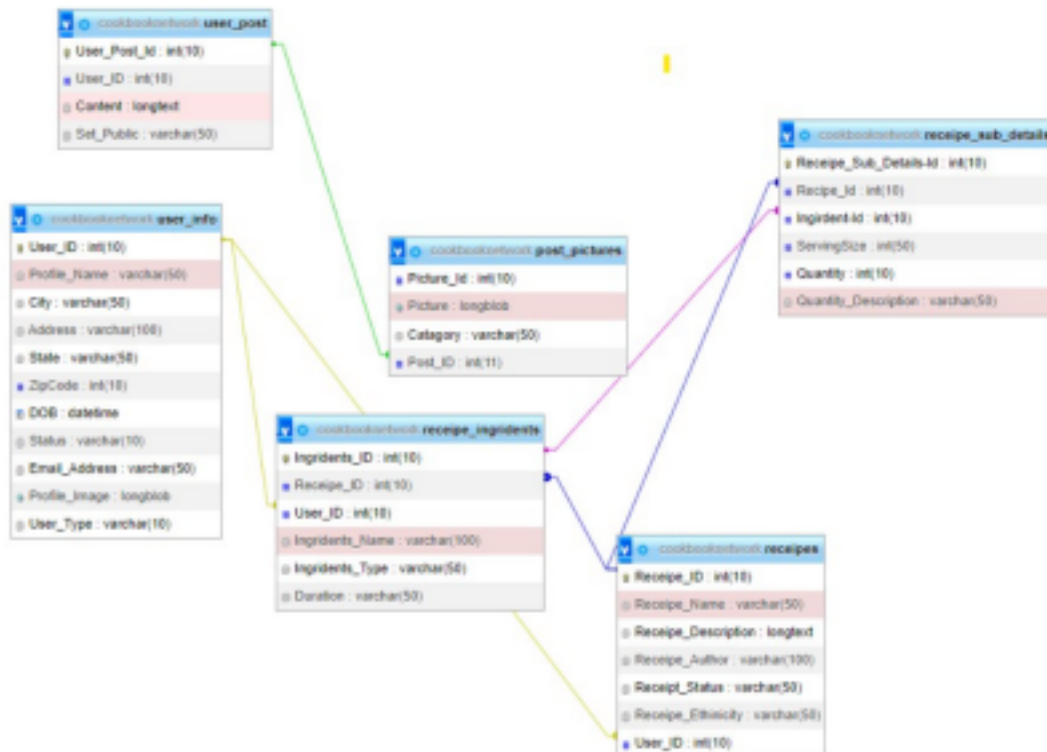 cookbooknetwork user_post
User_Post_Id : int(10)
User_ID : int(10)
Content : longtext
Set_Public : varchar(50)
cookbooknetwork user_info
User_ID : int(10)
Profile_Name : varchar(50)
City : varchar(50)
Address : varchar(100)
State : varchar(50)
ZipCode : int(10)
DOB : datetime
Status : varchar(10)
Email_Address : varchar(50)
Profile_Image : longblob
User_Type : varchar(10)
cookbooknetwork post_pictures
Picture_Id : int(10)
Picture : longblob
Catagory : varchar(50)
Post_ID : int(11)
cookbooknetwork receipe_sub_details
Receipe_Sub_Details-Id : int(10)
Recipe_Id : int(10)
Ingirdent-Id : int(10)
ServingSize : int(50)
Quantity : int(10)
Quantity_Description : varchar(50)
cookbooknetwork receipe_ingridents
Ingridents_ID : int(10)
Receipe_ID : int(10)
User_ID : int(10)
Ingridents_Name : varchar(100)
Ingridents_Type : varchar(50)
Duration : varchar(50)
cookbooknetwork receipes
Receipe_ID : int(10)
Receipe_Name : varchar(50)
Receipe_Description : longtext
Receipe_Author : varchar(100)
Receipt_Status : varchar(50)
Receipe_Ethinicity : varchar(50)
User_ID : int(10)